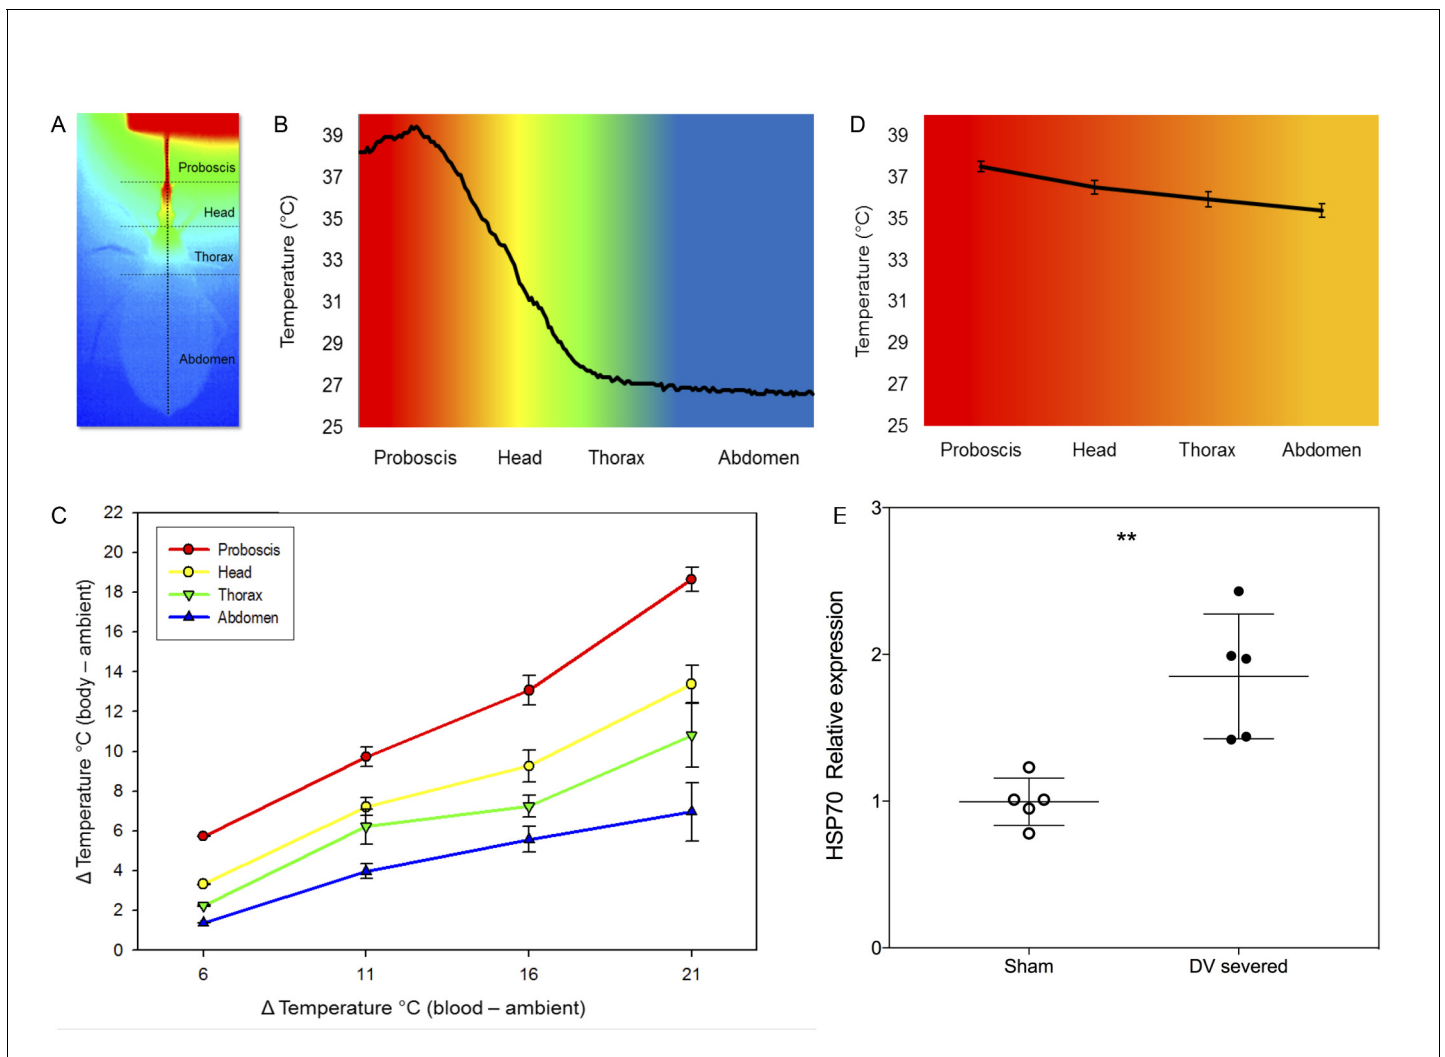 A
Proboscis
Head
Thorax
Abdomen
B
Temperature (°C)
39
37
35
33
31
29
27
25
Proboscis Head Thorax Abdomen
D
Temperature (°C)
39
37
35
33
31
29
27
25
Proboscis Head Thorax Abdomen
C
Δ Temperature °C (body – ambient)
22
20
18
16
14
12
10
8
6
4
2
0
Proboscis
Head
Thorax
Abdomen
6 11 16 21
Δ Temperature °C (blood – ambient)
E
HSP70 Relative expression
3
2
1
0
**
Sham DV severed